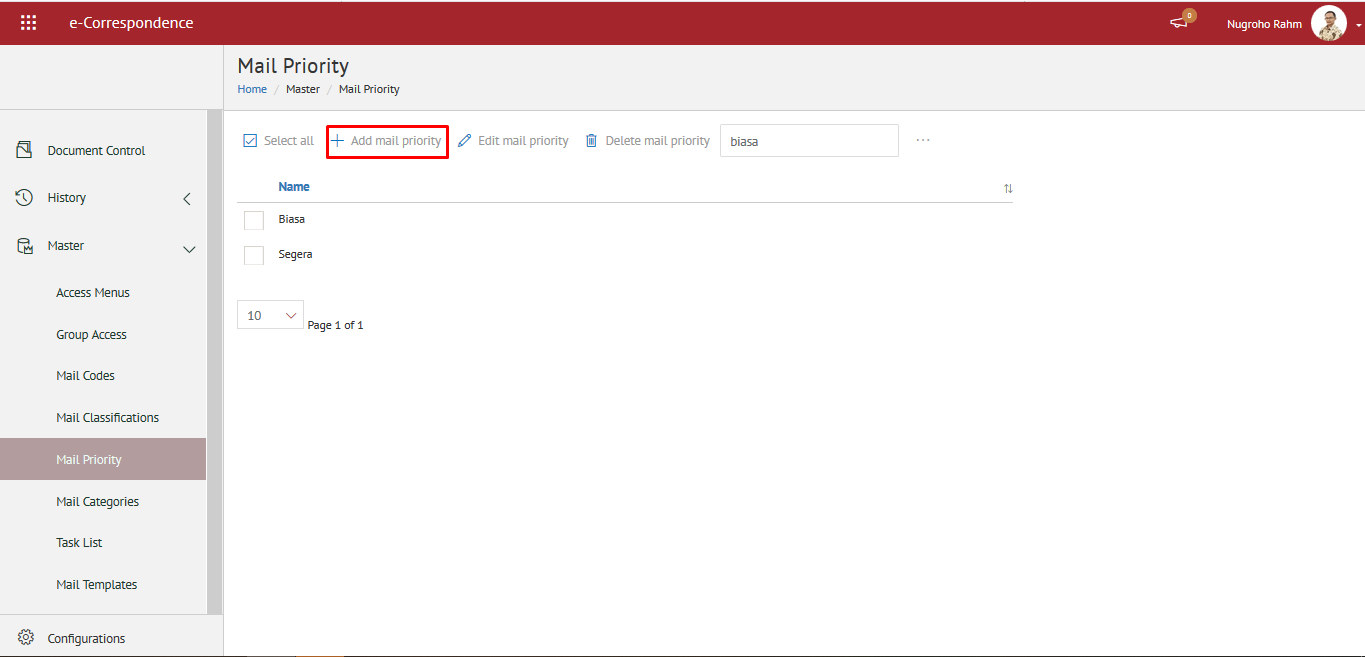 e-Correspondence
0
Nugroho Rahm
Mail Priority
Home / Master / Mail Priority
Select all
Add mail priority
Edit mail priority
Delete mail priority
biasa
...
Document Control
History
Master
Access Menus
Group Access
Mail Codes
Mail Classifications
Mail Priority
Mail Categories
Task List
Mail Templates
Configurations
Name
Biasa
Segera
10
Page 1 of 1